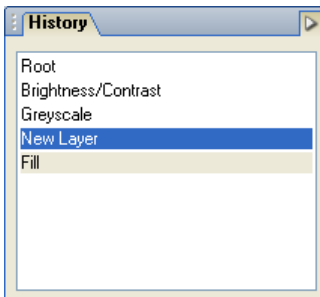 History
Root
Brightness/Contrast
Greyscale
New Layer
Fill